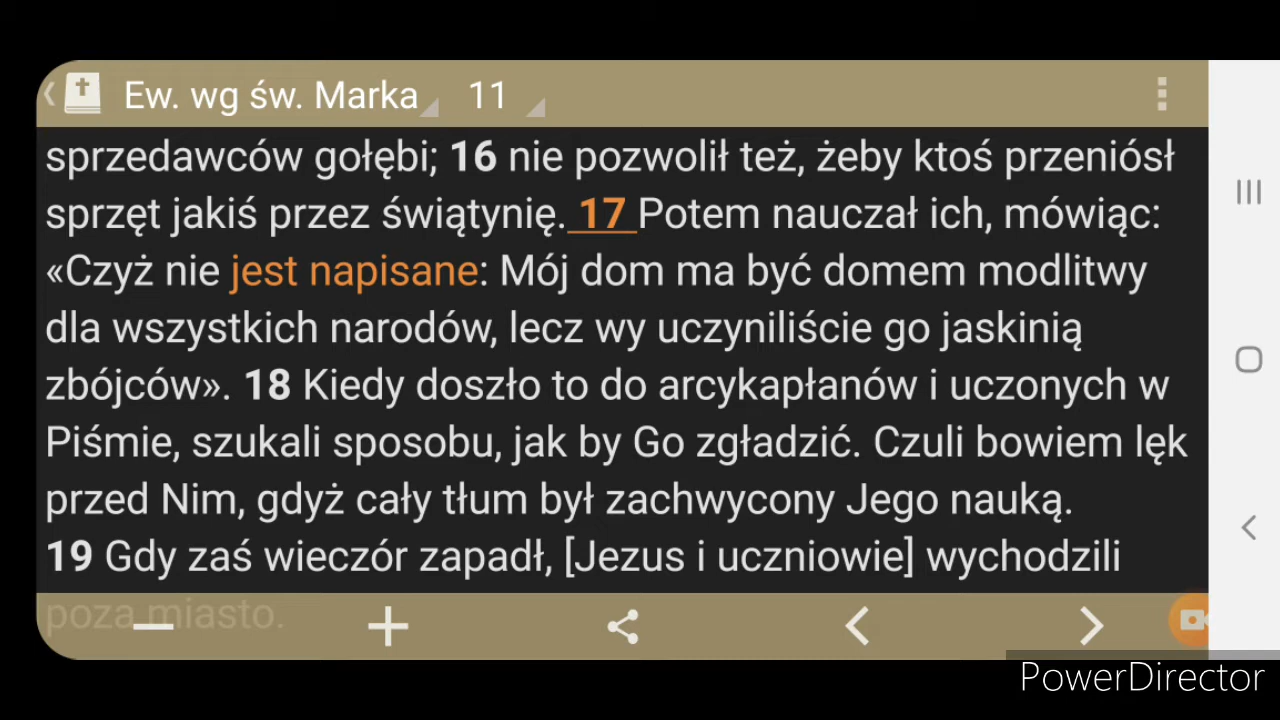 Ew. wg św. Marka 11
sprzedawców gołębi; 16 nie pozwolił też, żeby ktoś przeniósł
sprzęt jakiś przez świątynię. 17 Potem nauczał ich, mówiąc:
«Czyż nie jest napisane: Mój dom ma być domem modlitwy
dla wszystkich narodów, lecz wy uczyniliście go jaskinią
zbójców». 18 Kiedy doszło to do arcykapłanów i uczonych w
Piśmie, szukali sposobu, jak by Go zgładzić. Czuli bowiem lęk
przed Nim, gdyż cały tłum był zachwycony Jego nauką.
19 Gdy zaś wieczór zapadł, [Jezus i uczniowie] wychodzili
poza miasto.
PowerDirector